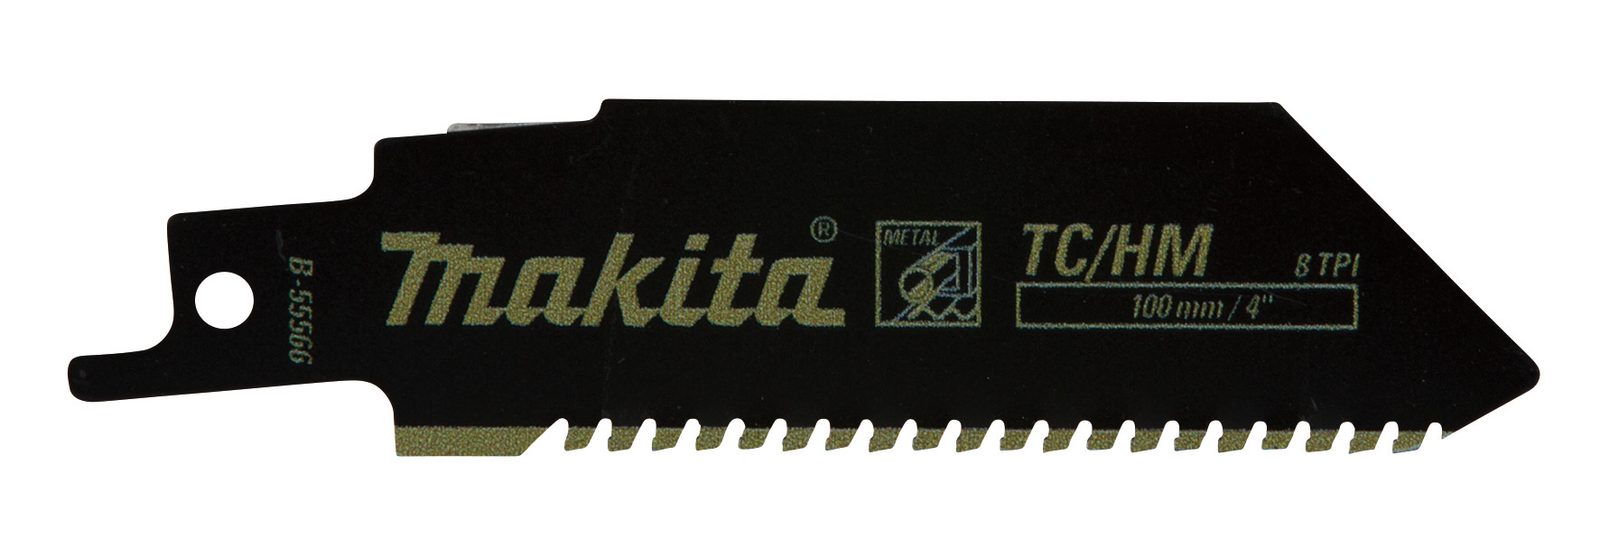 B-55566
makita®
METAL
TC/HM
8 TPI
100 mm / 4"